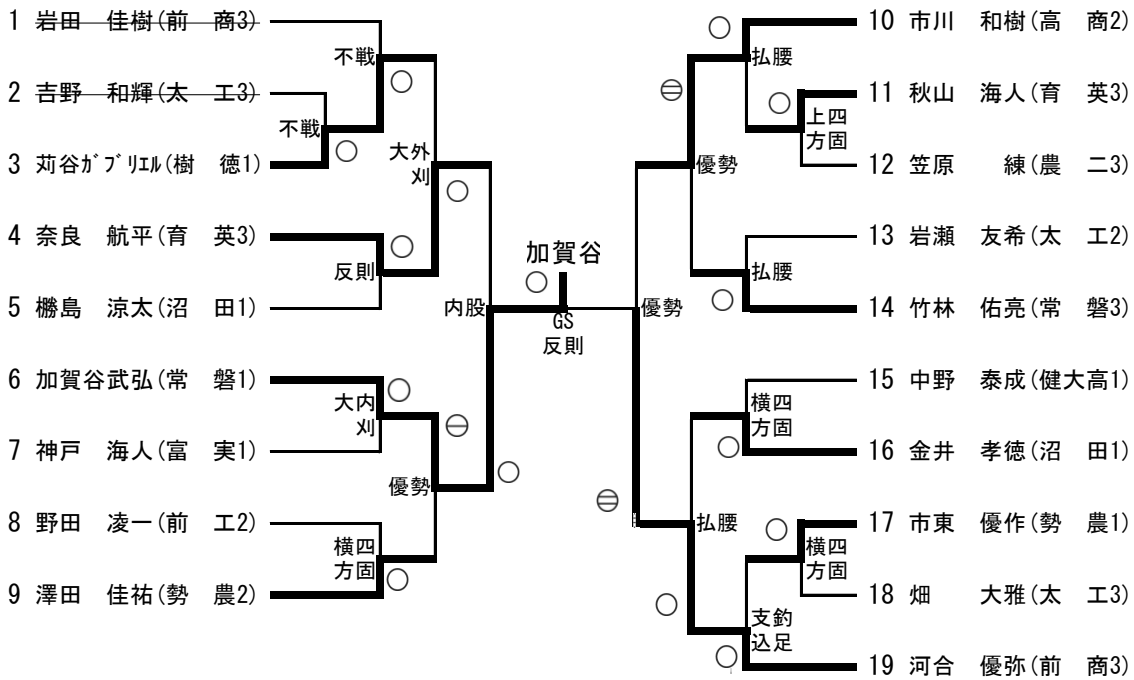 1 岩田 佳樹(前 商3)
不戦
2 吉野 和輝(太 工3)
不戦
3 苅谷ｶﾞﾌﾞﾘｴﾙ(樹 徳1)
大外
刈
4 奈良 航平(育 英3)
反則
5 橳島 涼太(沼 田1)
内股
6 加賀谷武弘(常 磐1)
大内
刈
7 神戸 海人(富 実1)
優勢
8 野田 凌一(前 工2)
横四
方固
9 澤田 佳祐(勢 農2)
加賀谷
GS
反則
10 市川 和樹(高 商2)
払腰
11 秋山 海人(育 英3)
上四
方固
12 笠原 練(農 二3)
優勢
13 岩瀬 友希(太 工2)
払腰
14 竹林 佑亮(常 磐3)
優勢
15 中野 泰成(健大高1)
横四
方固
16 金井 孝徳(沼 田1)
払腰
17 市東 優作(勢 農1)
横四
方固
18 畑 大雅(太 工3)
支釣
込足
19 河合 優弥(前 商3)